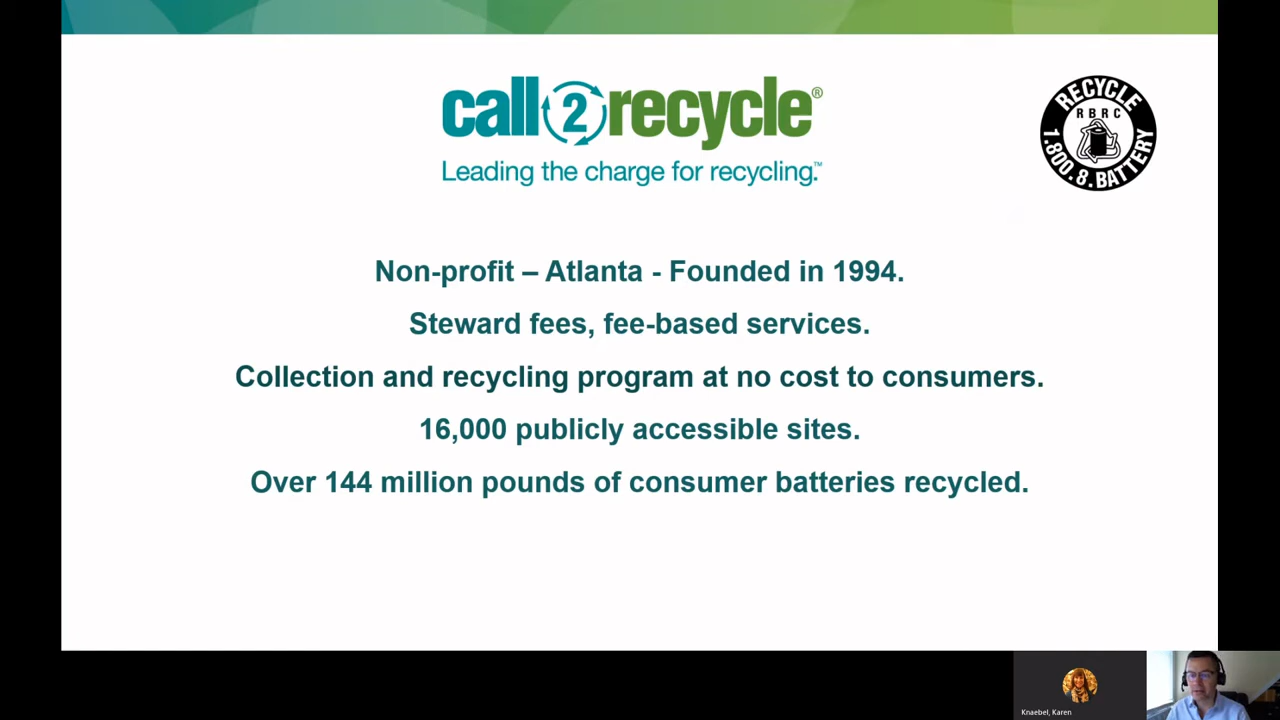 call2recycle®
Leading the charge for recycling.™
RECYCLE
RBRC
1.800.8.BATTERY
Non-profit – Atlanta - Founded in 1994.
Steward fees, fee-based services.
Collection and recycling program at no cost to consumers.
16,000 publicly accessible sites.
Over 144 million pounds of consumer batteries recycled.
Knaebel, Karen